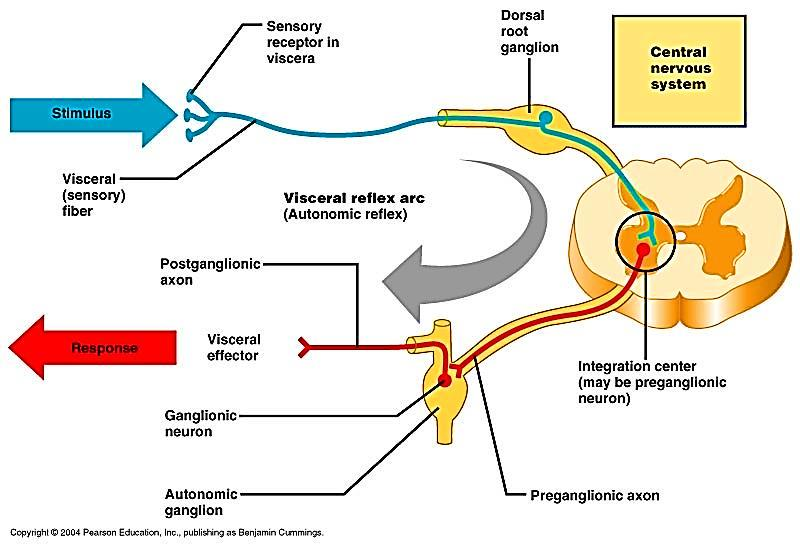 Sensory
receptor in
viscera
Dorsal
root
ganglion
Central
nervous
system
Stimulus
Visceral
(sensory)
fiber
Visceral reflex arc
(Autonomic reflex)
Postganglionic
axon
Response
Visceral
effector
Integration center
(may be preganglionic
neuron)
Ganglionic
neuron
Autonomic
ganglion
Preganglionic axon
Copyright © 2004 Pearson Education, Inc., publishing as Benjamin Cummings.